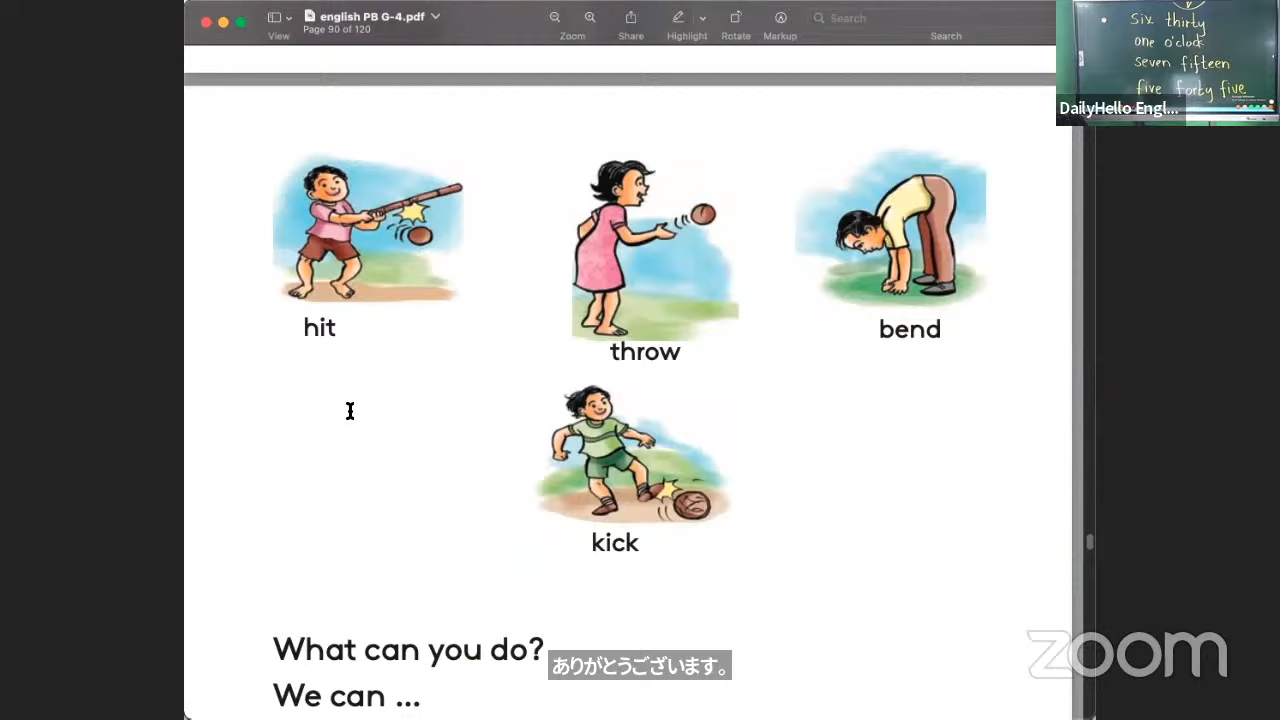 english PB G-4.pdf
Page 90 of 120
View
Zoom
Share
Highlight
Rotate
Markup
Search
Search
six thirty
one o'clock
seven fifteen
five forty five
DailyHello Engl...
hit
throw
bend
kick
What can you do?
ありがとうございます。
We can ...
zoom